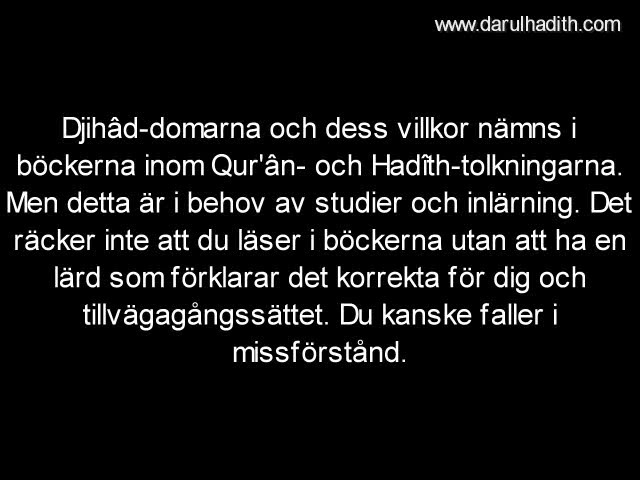 www.darulhadith.com
Djihâd-domarna och dess villkor nämns i
böckerna inom Qur'ân- och Hadîth-tolkningarna.
Men detta är i behov av studier och inlärning. Det
räcker inte att du läser i böckerna utan att ha en
lärd som förklarar det korrekta för dig och
tillvägagångssättet. Du kanske faller i
missförstånd.